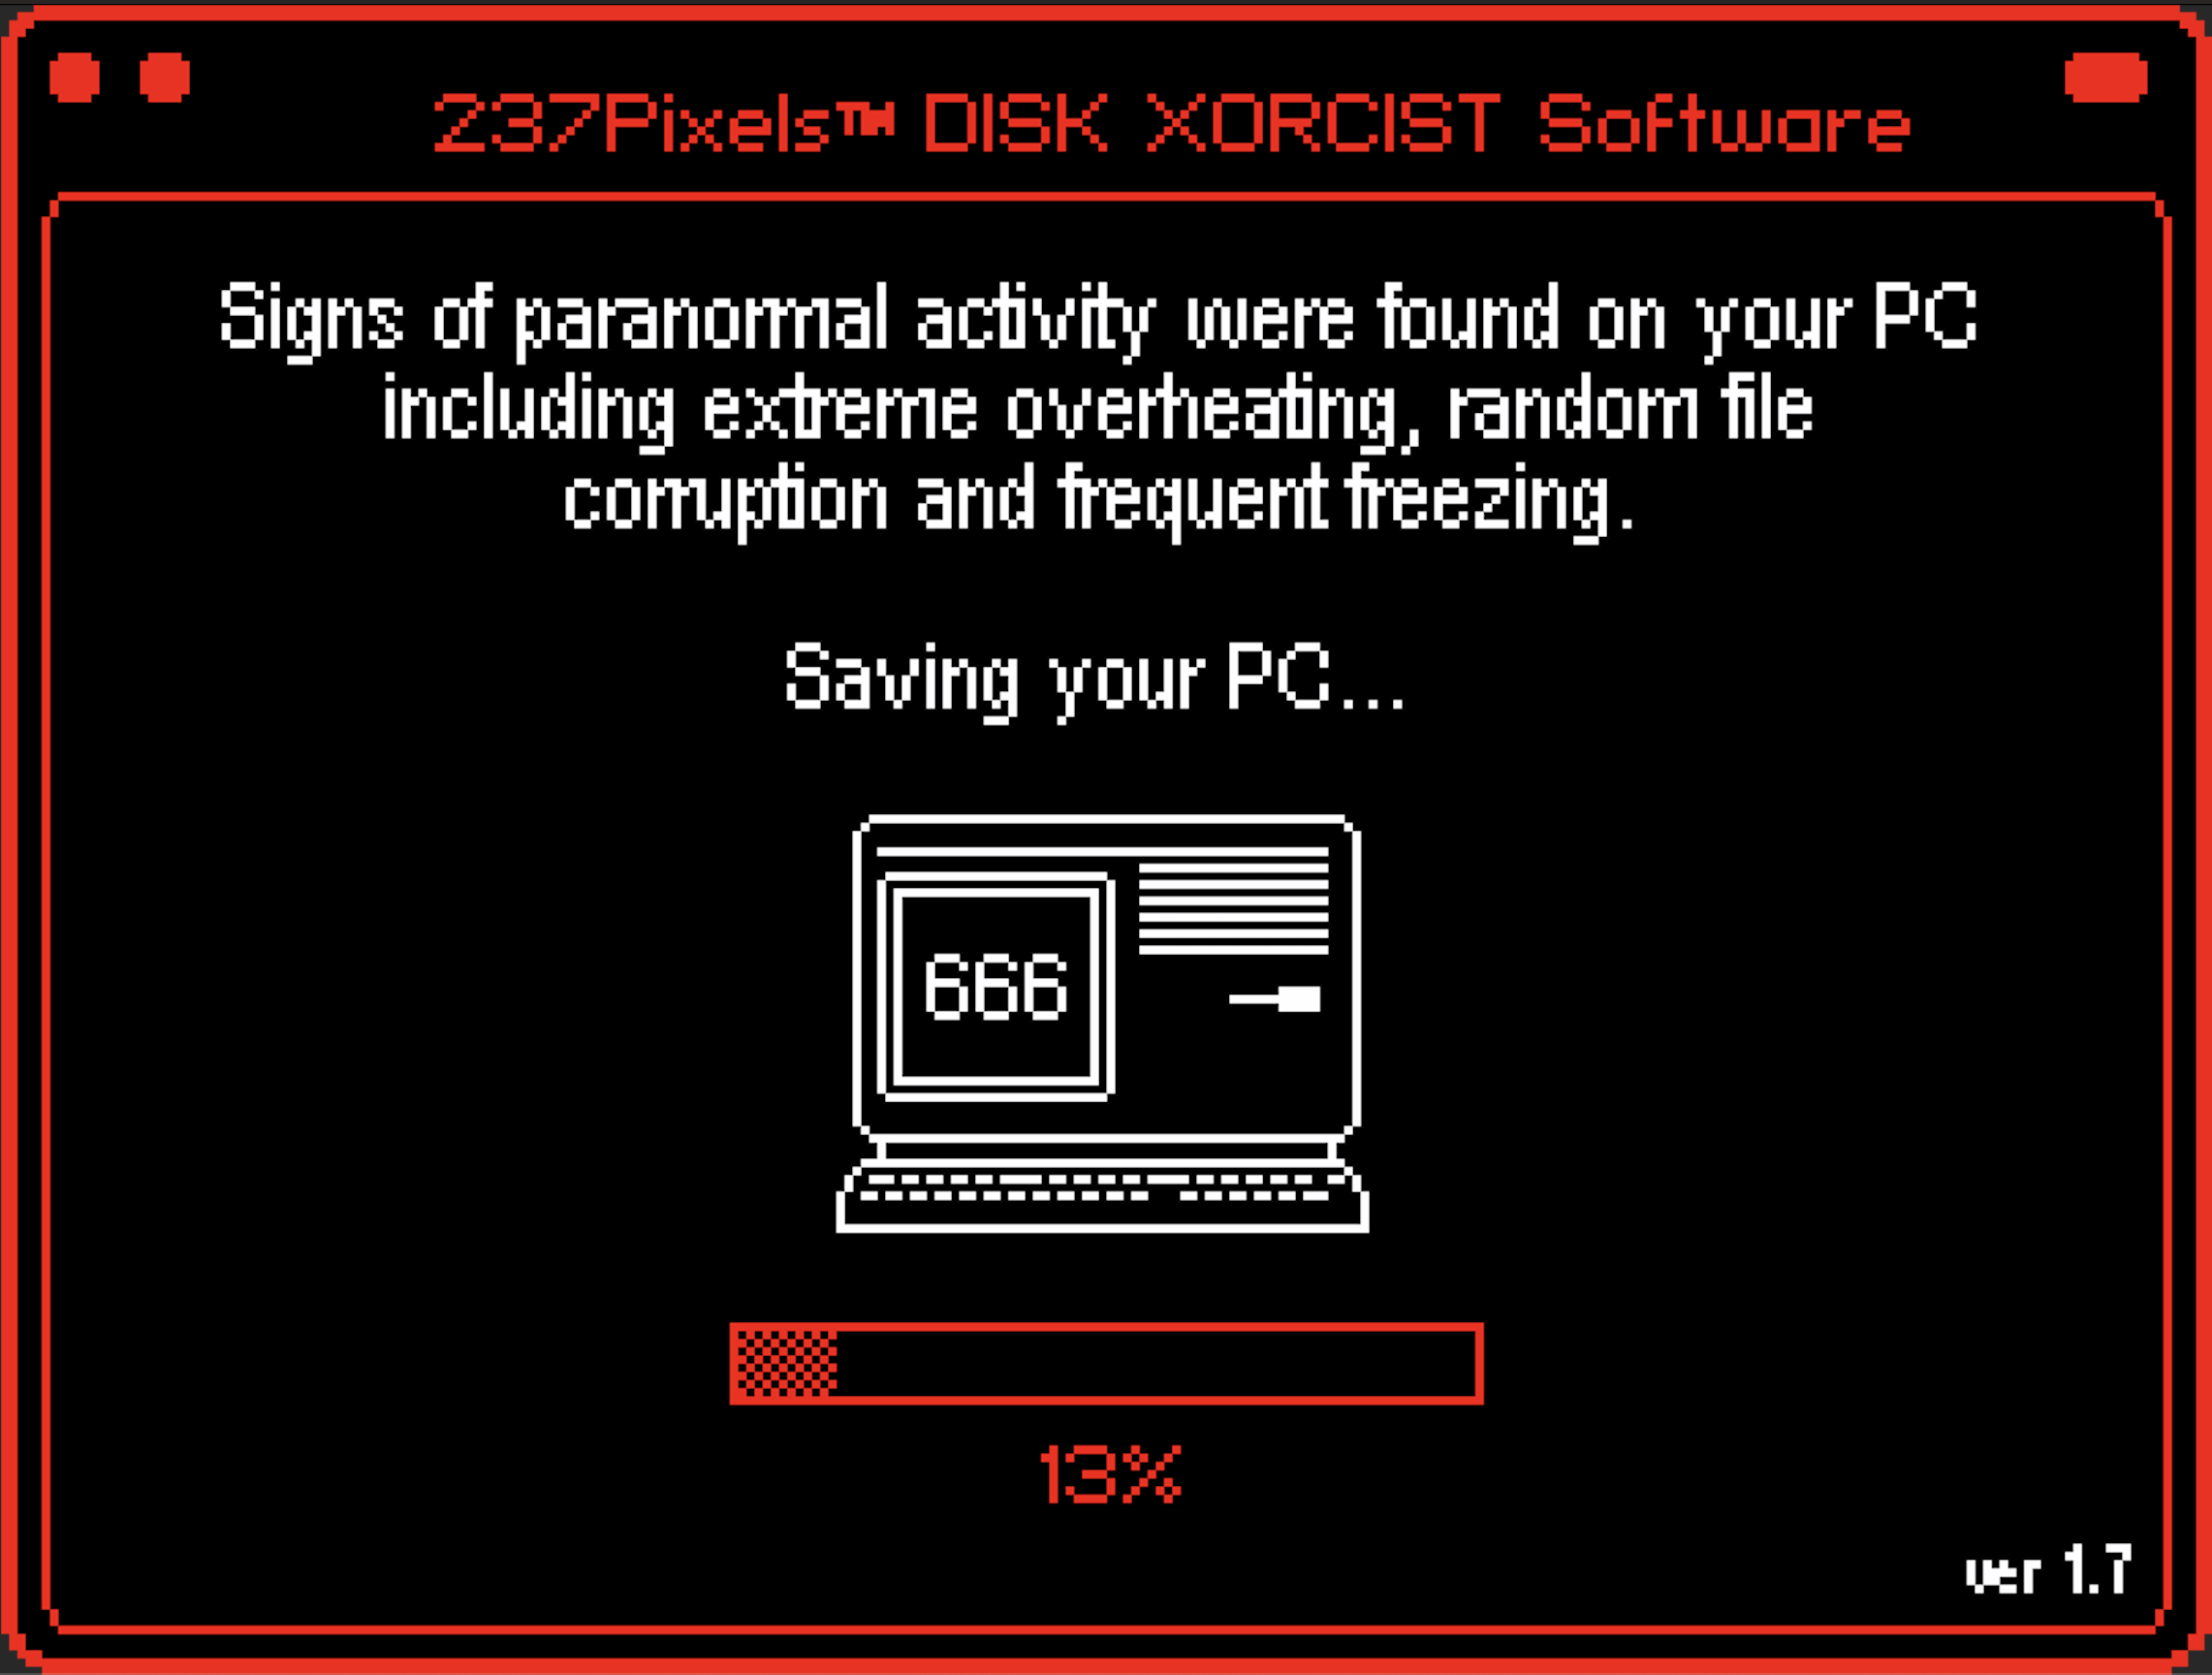 237Pixels™ DISK XORCIST Software
Signs of paranormal activity were found on your PC
including extreme overheating, random file
corruption and frequent freezing.
Saving your PC...
666
13%
ver 1.7